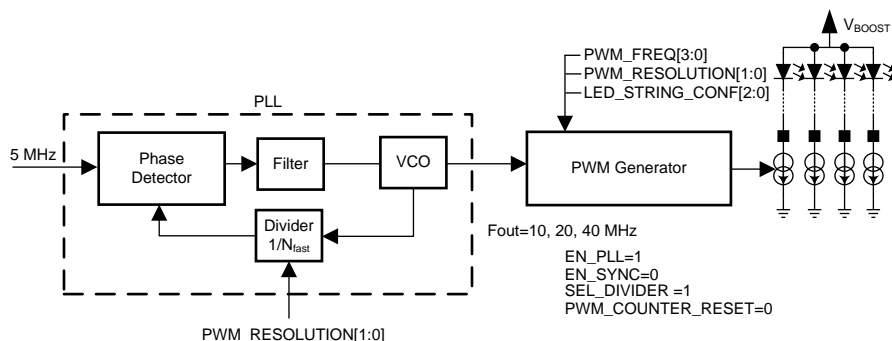 V_BOOST
PWM_FREQ[3:0]
PWM_RESOLUTION[1:0]
LED_STRING_CONF[2:0]
PLL
5 MHz
Phase
Detector
Filter
VCO
PWM Generator
Divider
1/N_fast
Fout=10, 20, 40 MHz
EN_PLL=1
EN_SYNC=0
SEL_DIVIDER =1
PWM_COUNTER_RESET=0
PWM_RESOLUTION[1:0]